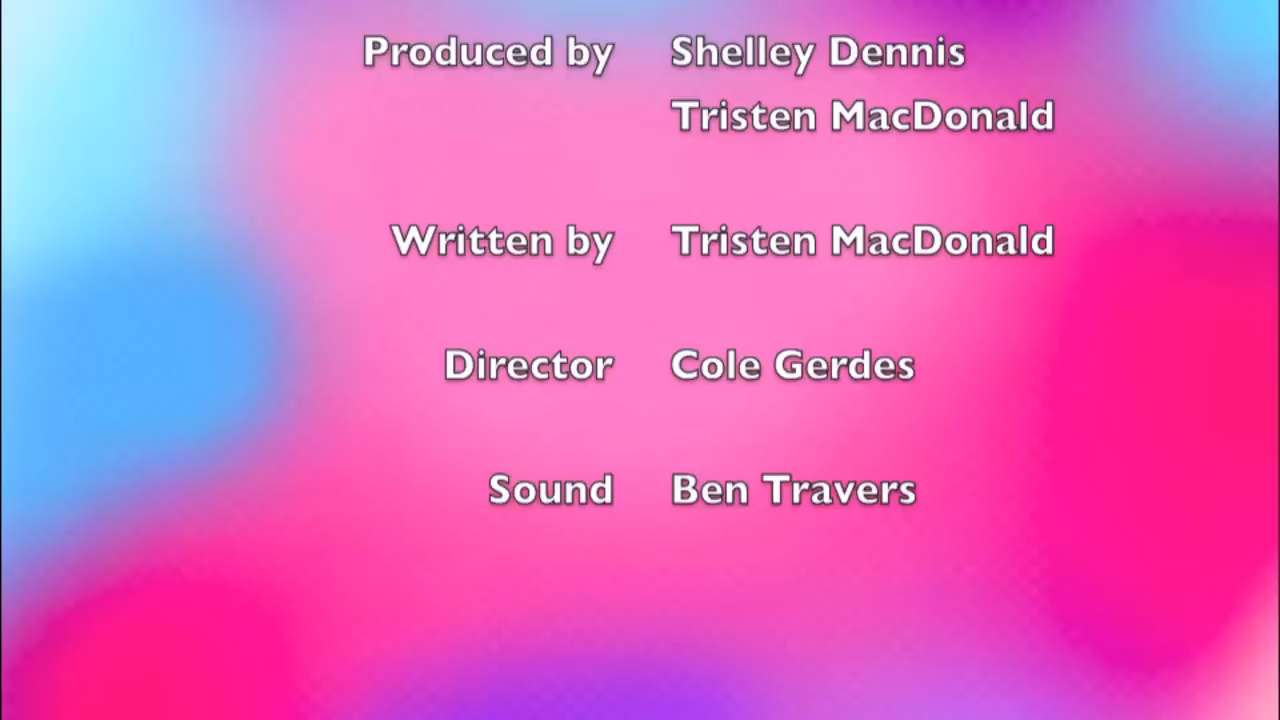 Produced by Shelley Dennis
Tristen MacDonald
Written by Tristen MacDonald
Director Cole Gerdes
Sound Ben Travers